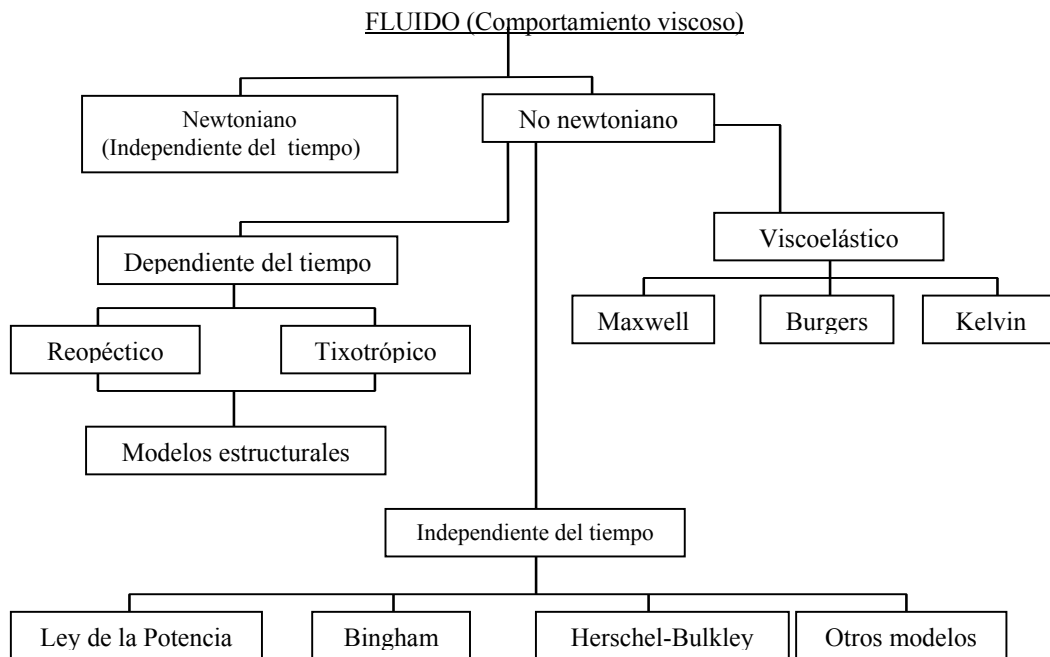 FLUIDO (Comportamiento viscoso)
Newtoniano
(Independiente del tiempo)
No newtoniano
Dependiente del tiempo
Viscoelástico
Maxwell
Burgers
Kelvin
Reopéctico
Tixotrópico
Modelos estructurales
Independiente del tiempo
Ley de la Potencia
Bingham
Herschel-Bulkley
Otros modelos